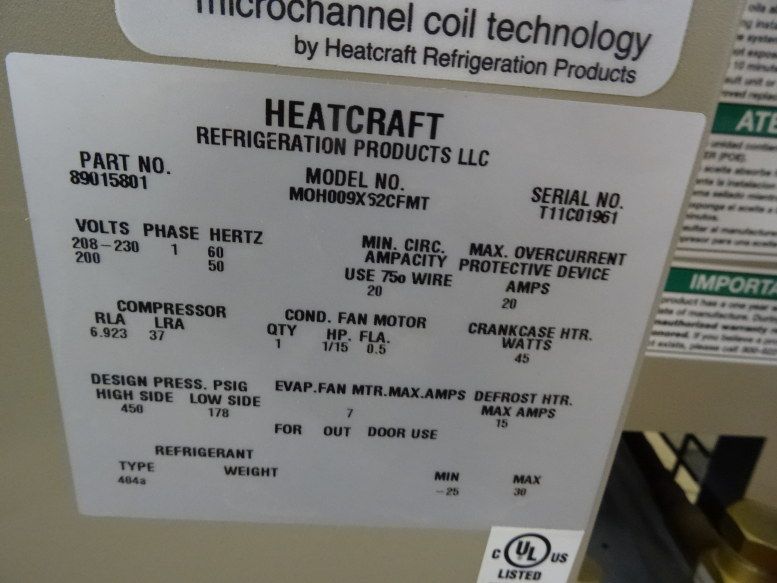 microchannel coil technology
by Heatcraft Refrigeration Products
HEATCRAFT
REFRIGERATION PRODUCTS LLC
PART NO. MODEL NO. SERIAL NO.
89015801 MOH009X52CFMT T11C01961
VOLTS PHASE HERTZ MIN. CIRC. MAX. OVERCURRENT
208-230 1 60 AMPACITY PROTECTIVE DEVICE
200 50 USE 75o WIRE AMPS
20 20
COMPRESSOR COND. FAN MOTOR CRANKCASE HTR.
RLA LRA QTY HP. FLA. WATTS
6.923 37 1 1/15 0.5 45
DESIGN PRESS. PSIG EVAP.FAN MTR.MAX.AMPS DEFROST HTR.
HIGH SIDE LOW SIDE MAX AMPS
450 178 7 15
FOR OUT DOOR USE
REFRIGERANT
TYPE WEIGHT MIN MAX
404a -25 30
C UL US
LISTED
IMPORTA